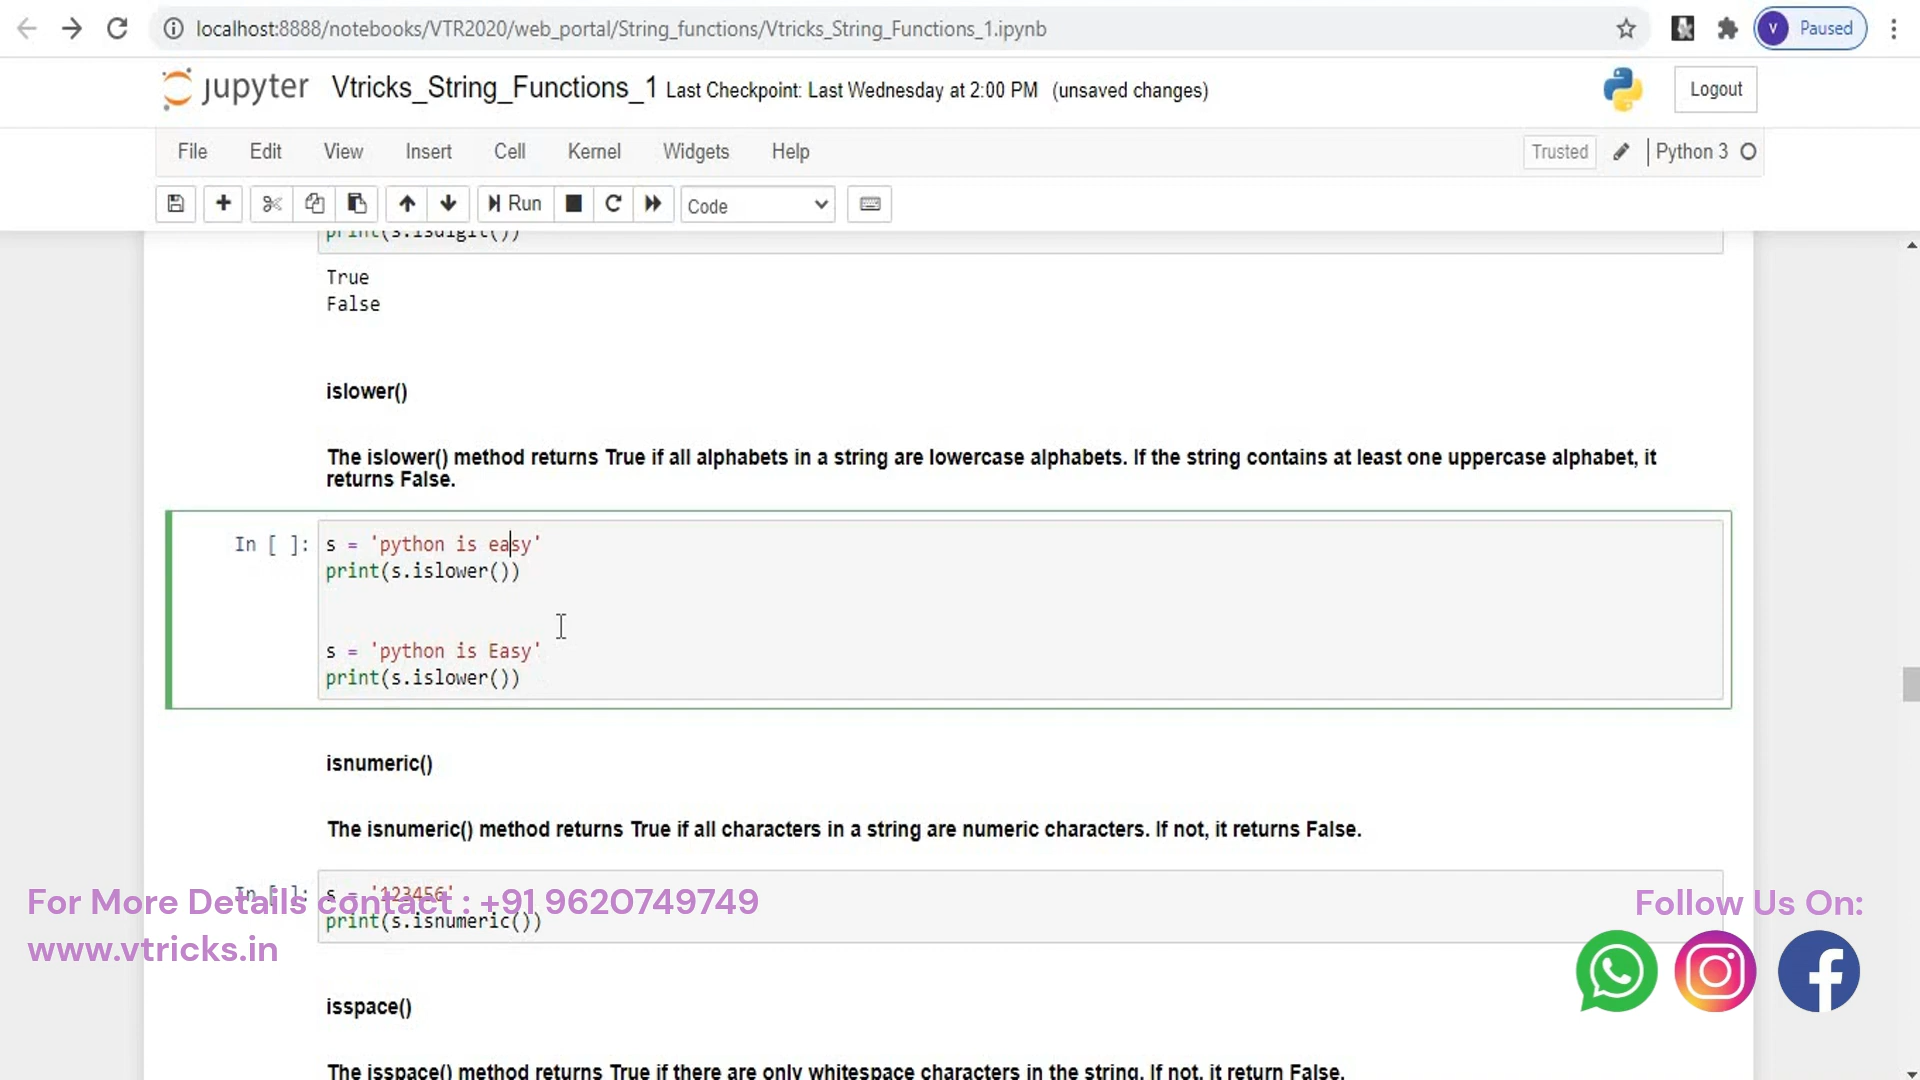 localhost:8888/notebooks/VTR2020/web_portal/String_functions/Vtricks_String_Functions_1.ipynb
V Paused
jupyter Vtricks_String_Functions_1 Last Checkpoint: Last Wednesday at 2:00 PM (unsaved changes)
Logout
File Edit View Insert Cell Kernel Widgets Help
Trusted Python 3
Run Code
print(s.isdigit())
True
False
islower()
The islower() method returns True if all alphabets in a string are lowercase alphabets. If the string contains at least one uppercase alphabet, it
returns False.
In [ ]: s = 'python is easy'
print(s.islower())
s = 'python is Easy'
print(s.islower())
isnumeric()
The isnumeric() method returns True if all characters in a string are numeric characters. If not, it returns False.
In [ ]: s = '123456'
print(s.isnumeric())
For More Details contact : +91 9620749749
www.vtricks.in
Follow Us On:
isspace()
The isspace() method returns True if there are only whitespace characters in the string. If not, it return False.